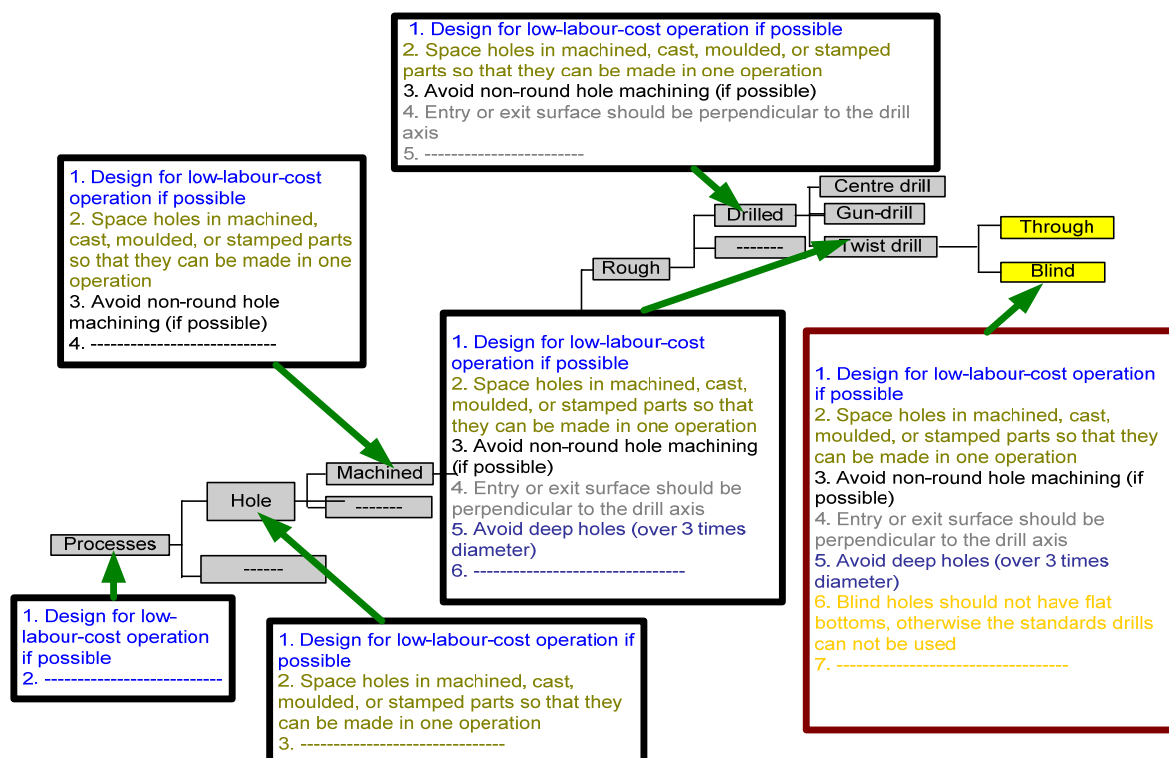 1. Design for low-labour-cost operation if possible
2. Space holes in machined, cast, moulded, or stamped
parts so that they can be made in one operation
3. Avoid non-round hole machining (if possible)
4. Entry or exit surface should be perpendicular to the drill
axis
5. ------------------------
1. Design for low-labour-cost
operation if possible
2. Space holes in machined,
cast, moulded, or stamped parts
so that they can be made in one
operation
3. Avoid non-round hole
machining (if possible)
4. ----------------------------
Centre drill
Drilled
Gun-drill
Through
-------
Twist drill
Rough
Blind
1. Design for low-labour-cost
operation if possible
2. Space holes in machined, cast,
moulded, or stamped parts so that
they can be made in one operation
3. Avoid non-round hole machining
(if possible)
4. Entry or exit surface should be
perpendicular to the drill axis
5. Avoid deep holes (over 3 times
diameter)
6. --------------------------------
1. Design for low-labour-cost operation
if possible
2. Space holes in machined, cast,
moulded, or stamped parts so that they
can be made in one operation
3. Avoid non-round hole machining (if
possible)
4. Entry or exit surface should be
perpendicular to the drill axis
5. Avoid deep holes (over 3 times
diameter)
6. Blind holes should not have flat
bottoms, otherwise the standards drills
can not be used
7. -----------------------------------
Machined
Hole
-------
Processes
------
1. Design for low-
labour-cost operation
if possible
2. ---------------------------
1. Design for low-labour-cost operation if
possible
2. Space holes in machined, cast,
moulded, or stamped parts so that they
can be made in one operation
3. -------------------------------